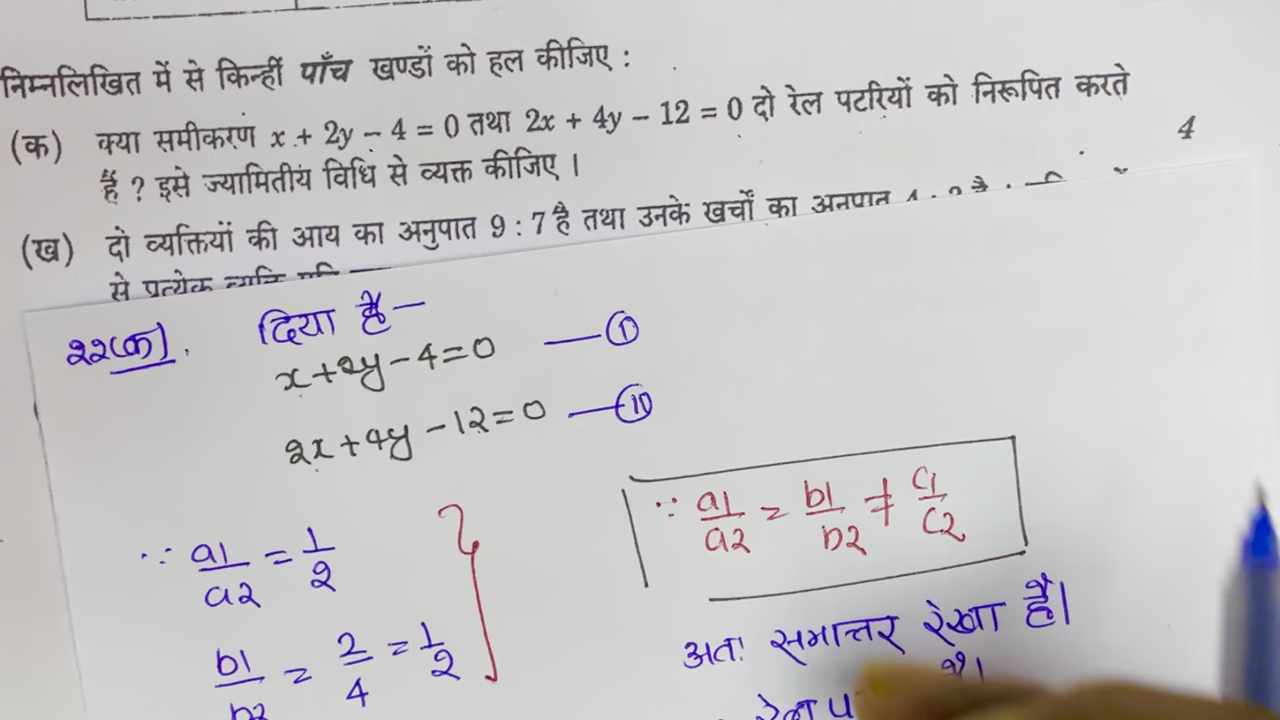 निम्नलिखित में से किन्हीं पाँच खण्डों को हल कीजिए :
(क) क्या समीकरण x + 2y – 4 = 0 तथा 2x + 4y – 12 = 0 दो रेल पटरियों को निरूपित करते
हैं ? इसे ज्यामितीय विधि से व्यक्त कीजिए ।
4
(ख) दो व्यक्तियों की आय का अनुपात 9 : 7 है तथा उनके खर्चों का अनुपात
से प्रत्येक
22(क). दिया है –
x+2y-4=0 —(I)
2x+4y-12=0 —(II)
∵ a1/a2 = b1/b2 ≠ c1/c2
∵ a1/a2 = 1/2
अतः समान्तर रेखा है।
b1/b2 = 2/4 = 1/2
रेल